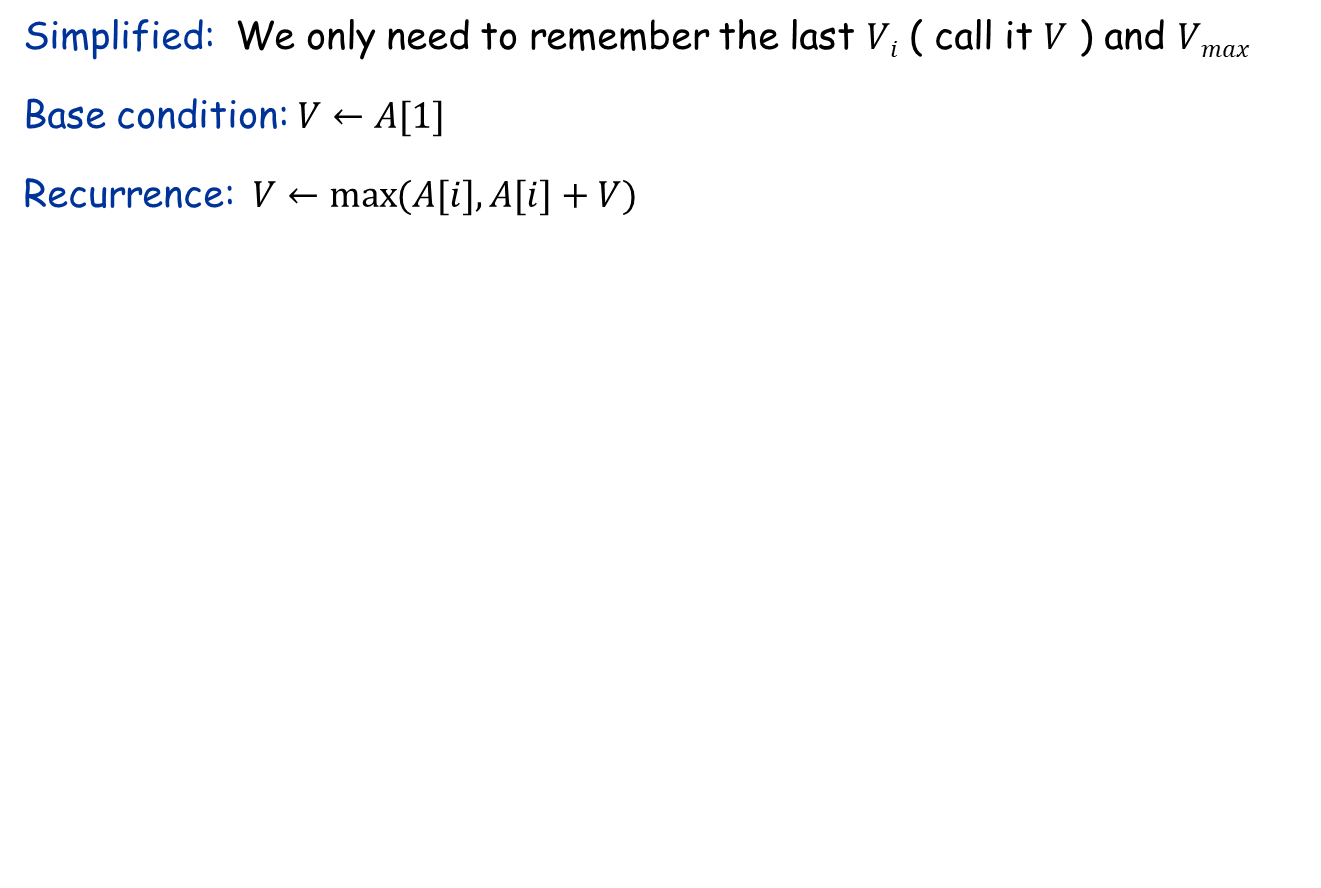 Simplified: We only need to remember the last V_i ( call it V ) and V_max
Base condition: V ← A[1]
Recurrence: V ← max(A[i], A[i] + V)